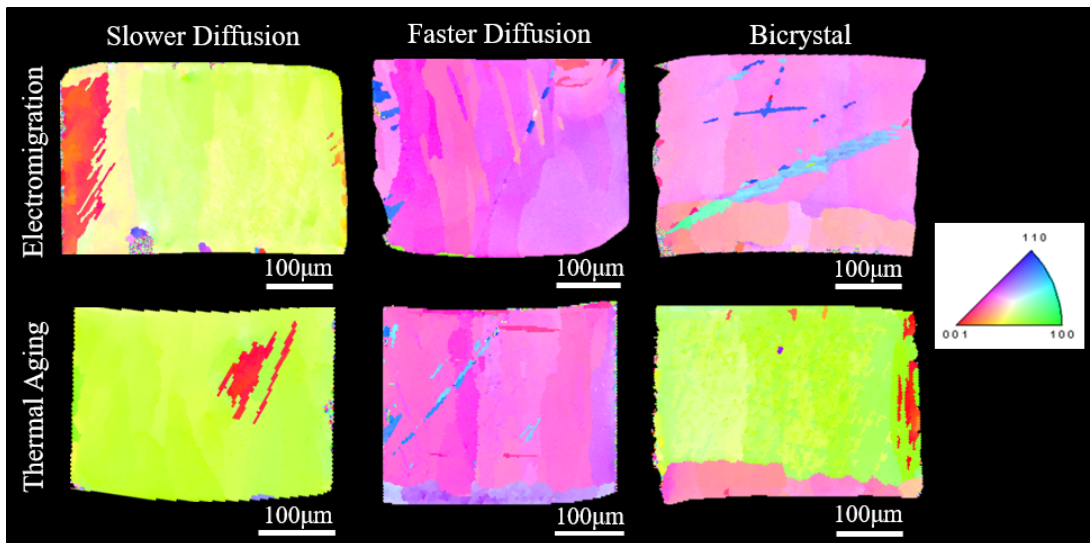 Slower Diffusion
Faster Diffusion
Bicrystal
Electromigration
100μm
100μm
100μm
110
001
100
Thermal Aging
100μm
100μm
100μm